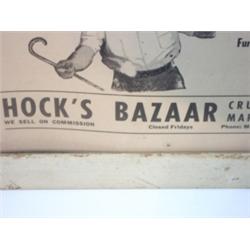 Fur
HOCK'S BAZAAR CRU
WE SELL ON COMMISSION MAR
Closed Fridays Phone: